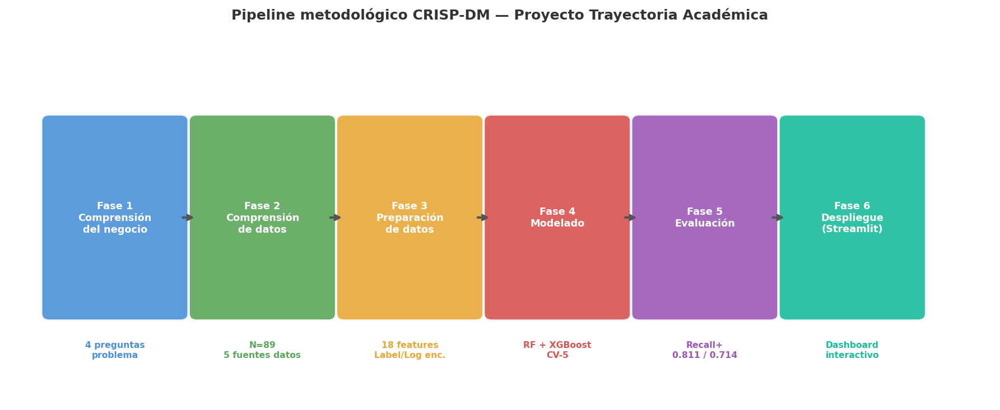 Pipeline metodológico CRISP-DM — Proyecto Trayectoria Académica
Fase 1
Comprensión
del negocio
Fase 2
Comprensión
de datos
Fase 3
Preparación
de datos
Fase 4
Modelado
Fase 5
Evaluación
Fase 6
Despliegue
(Streamlit)
4 preguntas
problema
N=89
5 fuentes datos
18 features
Label/Log enc.
RF + XGBoost
CV-5
Recall+
0.811 / 0.714
Dashboard
interactivo